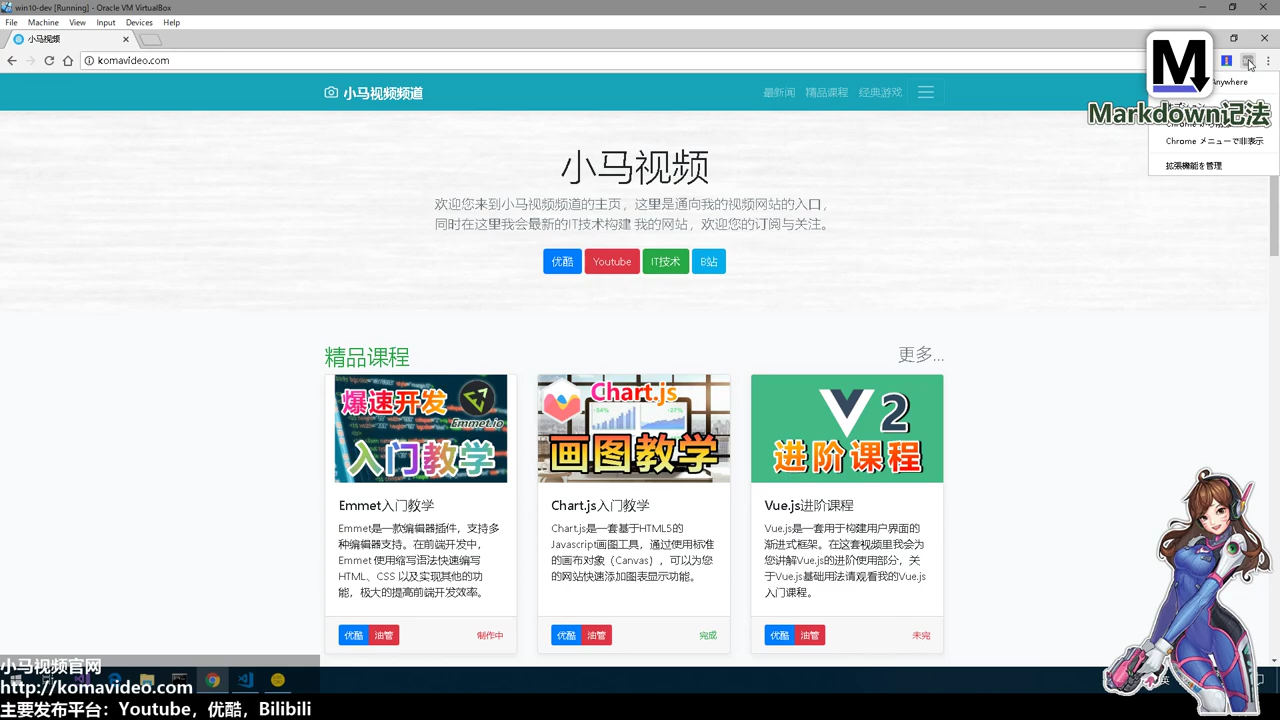 win10-dev [Running] - Oracle VM VirtualBox
File Machine View Input Devices Help
小马视频
komavideo.com
Anywhere
M
Markdown记法
Chrome メニューで非表示
拡張機能を管理
小马视频频道
最新闻 精品课程 经典游戏
小马视频
欢迎您来到小马视频频道的主页，这里是通向我的视频网站的入口，
同时在这里我会最新的IT技术构建 我的网站，欢迎您的订阅与关注。
优酷 Youtube IT技术 B站
精品课程
更多...
爆速开发
Emmet.io
入门教学
Chart.js
-54% -27%
画图教学
2
进阶课程
Emmet入门教学
Emmet是一款编辑器插件，支持多
种编辑器支持。在前端开发中，
Emmet 使用缩写语法快速编写
HTML、CSS 以及实现其他的功
能，极大的提高前端开发效率。
优酷 油管 制作中
Chart.js入门教学
Chart.js是一套基于HTML5的
Javascript画图工具，通过使用标准
的画布对象（Canvas），可以为您
的网站快速添加图表显示功能。
优酷 油管 完成
Vue.js进阶课程
Vue.js是一套用于构建用户界面的
渐进式框架。在这套视频里我会为
您讲解Vue.js的进阶使用部分，关
于Vue.js基础用法请观看我的Vue.js
入门课程。
优酷 油管 未完
小马视频官网
http://komavideo.com
主要发布平台：Youtube，优酷，Bilibili
英